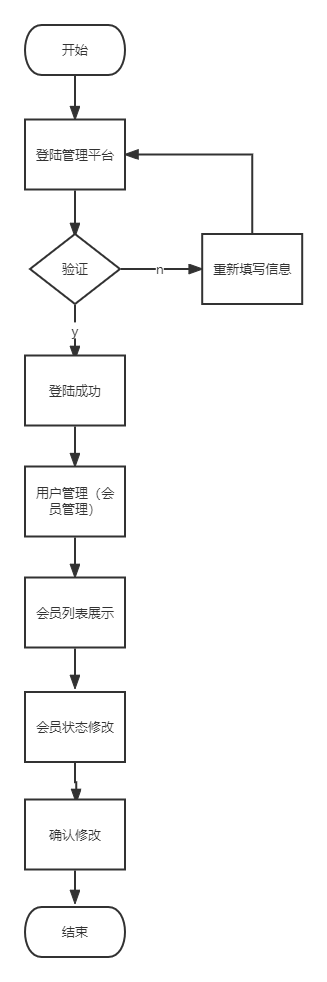 开始
登陆管理平台
验证
n
重新填写信息
y
登陆成功
用户管理（会
员管理）
会员列表展示
会员状态修改
确认修改
结束